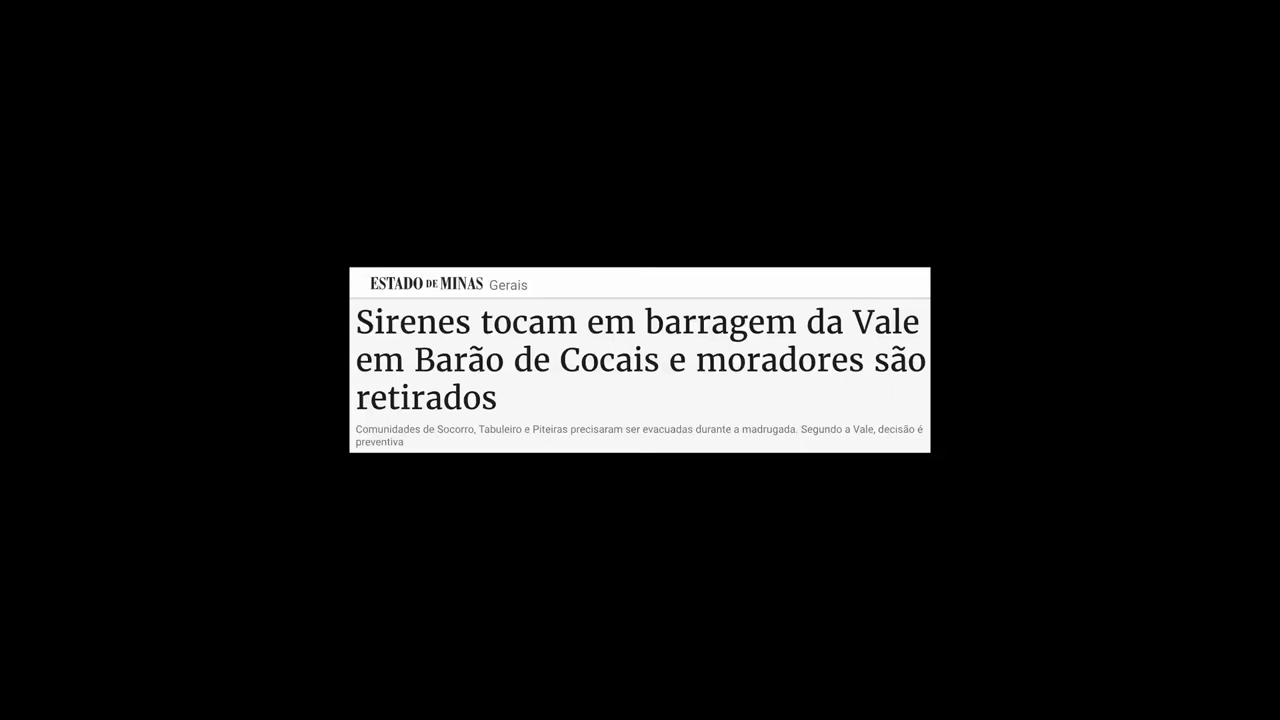 ESTADO DE MINAS Gerais
Sirenes tocam em barragem da Vale
em Barão de Cocais e moradores são
retirados
Comunidades de Socorro, Tabuleiro e Piteiras precisaram ser evacuadas durante a madrugada. Segundo a Vale, decisão é
preventiva